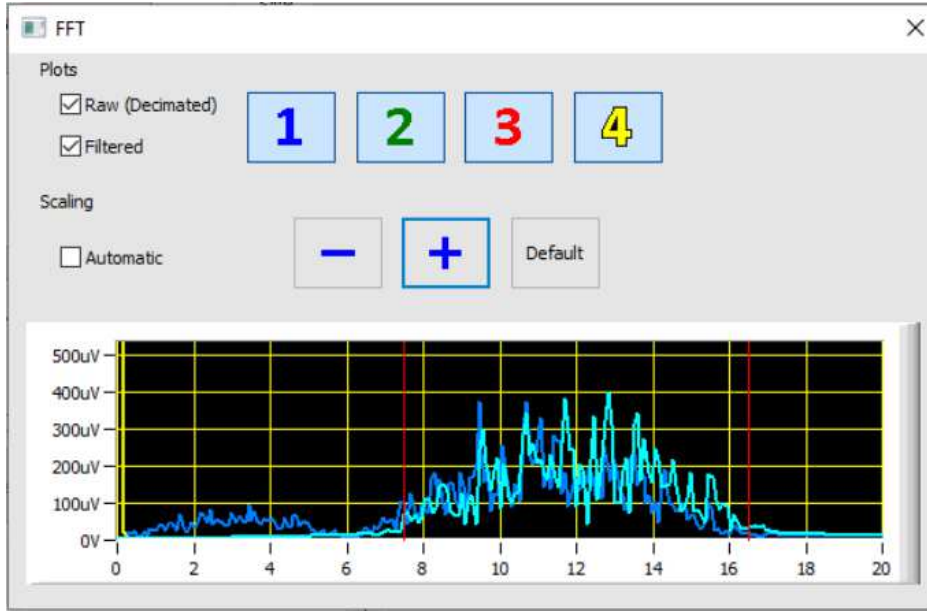 FFT
Plots
Raw (Decimated)
Filtered
1 2 3 4
Scaling
Automatic
− + Default
500uV
400uV
300uV
200uV
100uV
0V
0 2 4 6 8 10 12 14 16 18 20